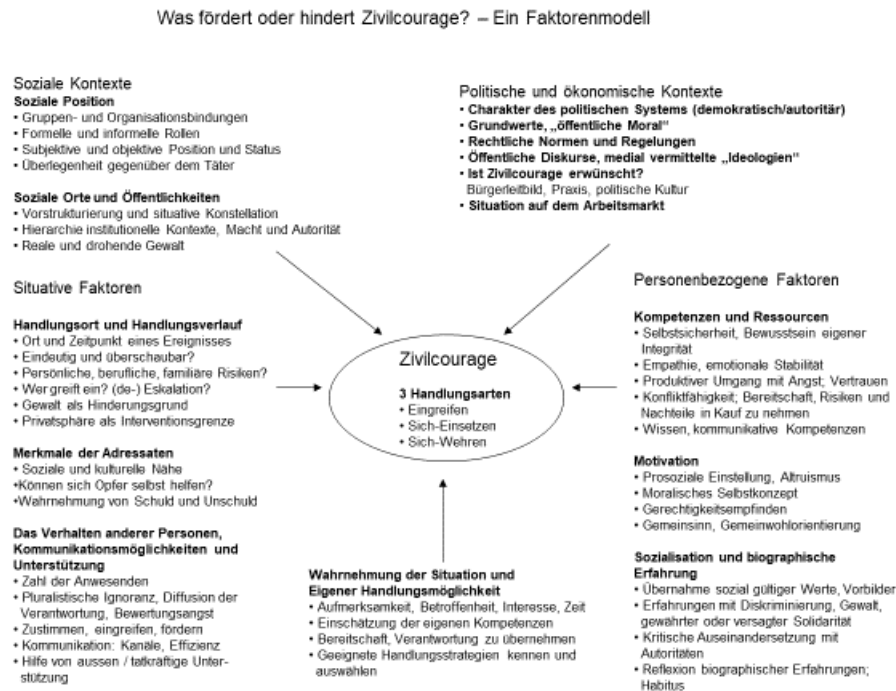 Was fördert oder hindert Zivilcourage? – Ein Faktorenmodell
Soziale Kontexte
Soziale Position
• Gruppen- und Organisationsbindungen
• Formelle und informelle Rollen
• Subjektive und objektive Position und Status
• Überlegenheit gegenüber dem Täter
Soziale Orte und Öffentlichkeiten
• Vorstrukturierung und situative Konstellation
• Hierarchie institutionelle Kontexte, Macht und Autorität
• Reale und drohende Gewalt
Politische und ökonomische Kontexte
• Charakter des politischen Systems (demokratisch/autoritär)
• Grundwerte, „öffentliche Moral“
• Rechtliche Normen und Regelungen
• Öffentliche Diskurse, medial vermittelte „Ideologien“
• Ist Zivilcourage erwünscht?
Bürgerleitbild, Praxis, politische Kultur
• Situation auf dem Arbeitsmarkt
Situative Faktoren
Handlungsort und Handlungsverlauf
• Ort und Zeitpunkt eines Ereignisses
• Eindeutig und überschaubar?
• Persönliche, berufliche, familiäre Risiken?
• Wer greift ein? (de-) Eskalation?
• Gewalt als Hinderungsgrund
• Privatsphäre als Interventionsgrenze
Merkmale der Adressaten
• Soziale und kulturelle Nähe
•Können sich Opfer selbst helfen?
•Wahrnehmung von Schuld und Unschuld
Das Verhalten anderer Personen,
Kommunikationsmöglichkeiten und
Unterstützung
• Zahl der Anwesenden
• Pluralistische Ignoranz, Diffusion der
Verantwortung, Bewertungsangst
• Zustimmen, eingreifen, fördern
• Kommunikation: Kanäle, Effizienz
• Hilfe von aussen / tatkräftige Unter-
stützung
Zivilcourage
3 Handlungsarten
• Eingreifen
• Sich-Einsetzen
• Sich-Wehren
Wahrnehmung der Situation und
Eigener Handlungsmöglichkeit
• Aufmerksamkeit, Betroffenheit, Interesse, Zeit
• Einschätzung der eigenen Kompetenzen
• Bereitschaft, Verantwortung zu übernehmen
• Geeignete Handlungsstrategien kennen und
auswählen
Personenbezogene Faktoren
Kompetenzen und Ressourcen
• Selbstsicherheit, Bewusstsein eigener
Integrität
• Empathie, emotionale Stabilität
• Produktiver Umgang mit Angst; Vertrauen
• Konfliktfähigkeit; Bereitschaft, Risiken und
Nachteile in Kauf zu nehmen
• Wissen, kommunikative Kompetenzen
Motivation
• Prosoziale Einstellung, Altruismus
• Moralisches Selbstkonzept
• Gerechtigkeitsempfinden
• Gemeinsinn, Gemeinwohlorientierung
Sozialisation und biographische
Erfahrung
• Übernahme sozial gültiger Werte, Vorbilder
• Erfahrungen mit Diskriminierung, Gewalt,
gewährter oder versagter Solidarität
• Kritische Auseinandersetzung mit
Autoritäten
• Reflexion biographischer Erfahrungen;
Habitus